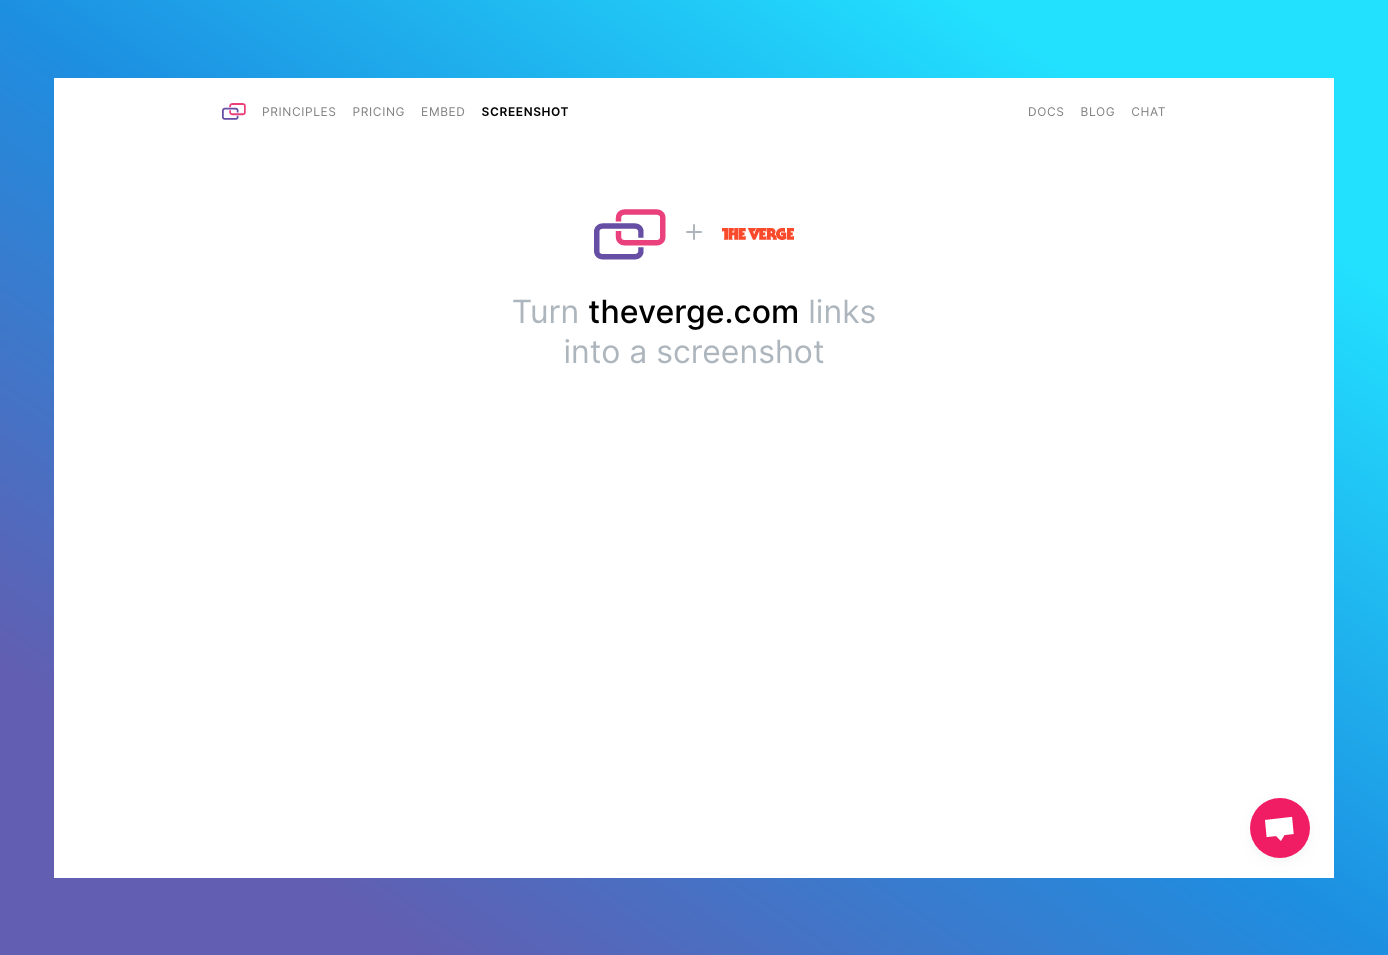 PRINCIPLES PRICING EMBED SCREENSHOT DOCS BLOG CHAT
THE VERGE
Turn theverge.com links
into a screenshot